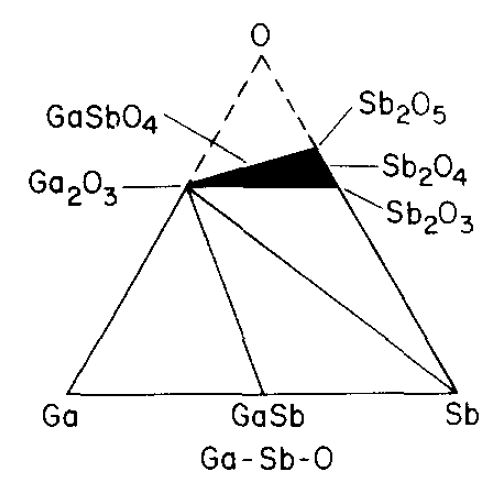 O
Sb₂O₅
GaSbO₄
Sb₂O₄
Ga₂O₃
Sb₂O₃
Ga
GaSb
Sb
Ga-Sb-O